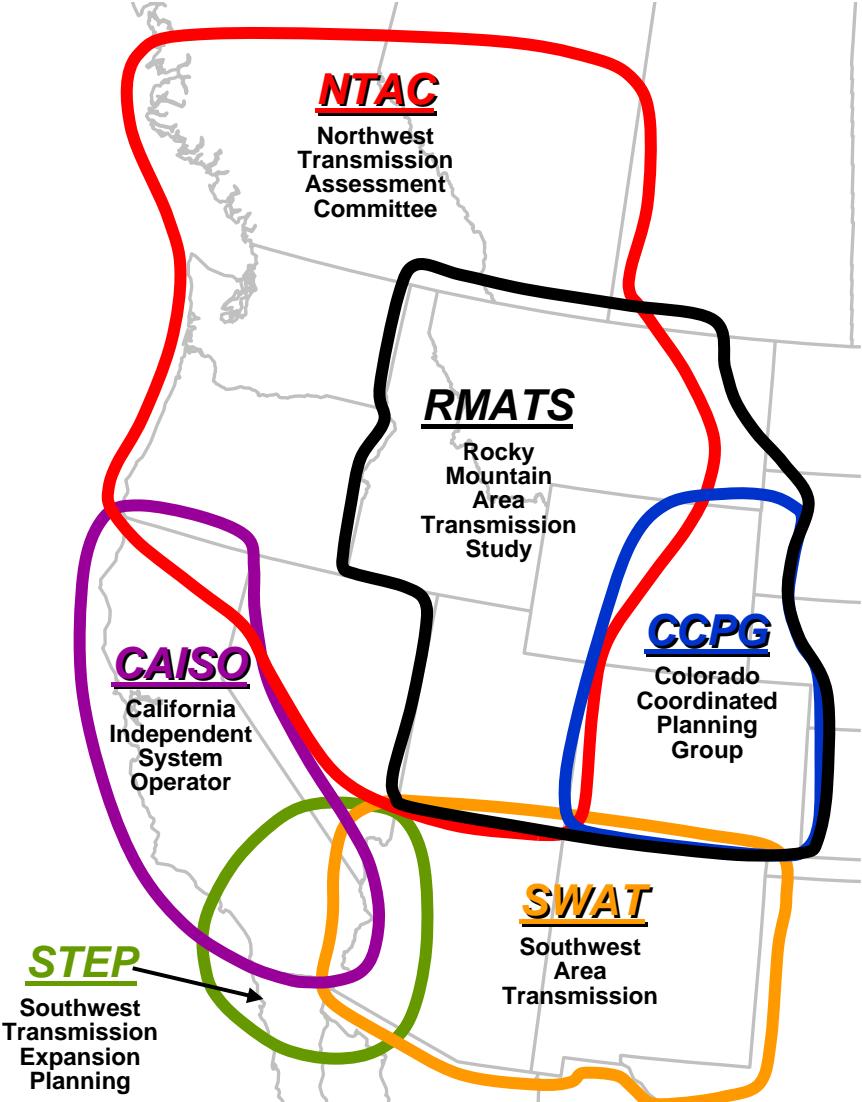 NTAC
Northwest
Transmission
Assessment
Committee
RMATS
Rocky
Mountain
Area
Transmission
Study
CCPG
Colorado
Coordinated
Planning
Group
CAISO
California
Independent
System
Operator
SWAT
Southwest
Area
Transmission
STEP
Southwest
Transmission
Expansion
Planning